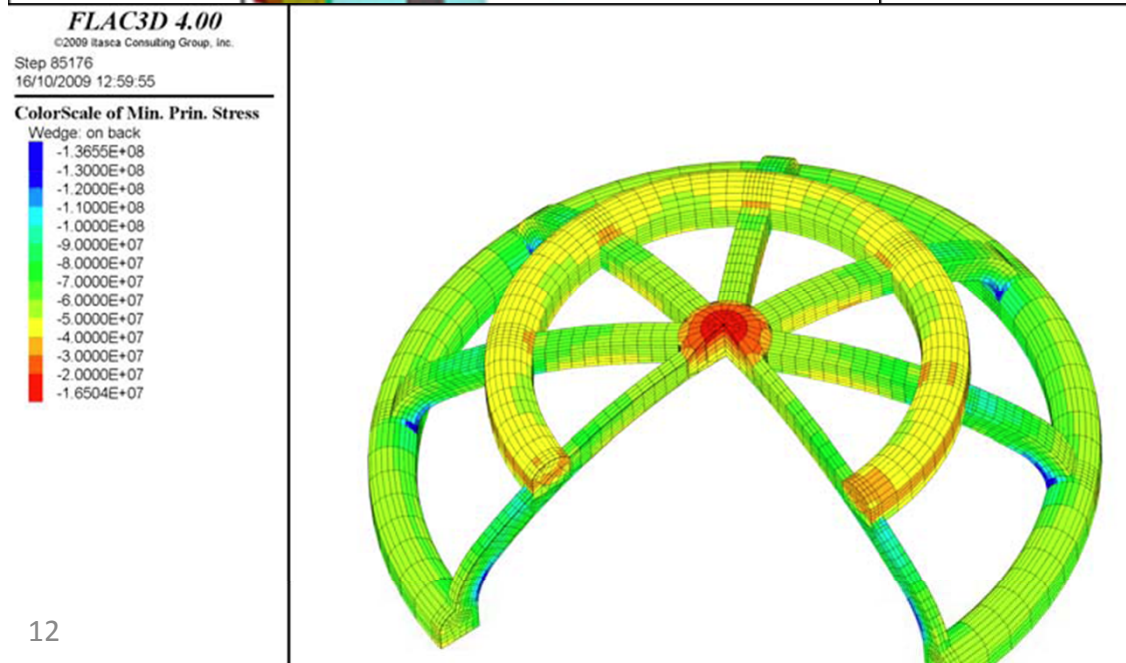 FLAC3D 4.00
©2009 Itasca Consulting Group, Inc.
Step 85176
16/10/2009 12:59:55
ColorScale of Min. Prin. Stress
Wedge: on back
-1.3655E+08
-1.3000E+08
-1.2000E+08
-1.1000E+08
-1.0000E+08
-9.0000E+07
-8.0000E+07
-7.0000E+07
-6.0000E+07
-5.0000E+07
-4.0000E+07
-3.0000E+07
-2.0000E+07
-1.6504E+07
12